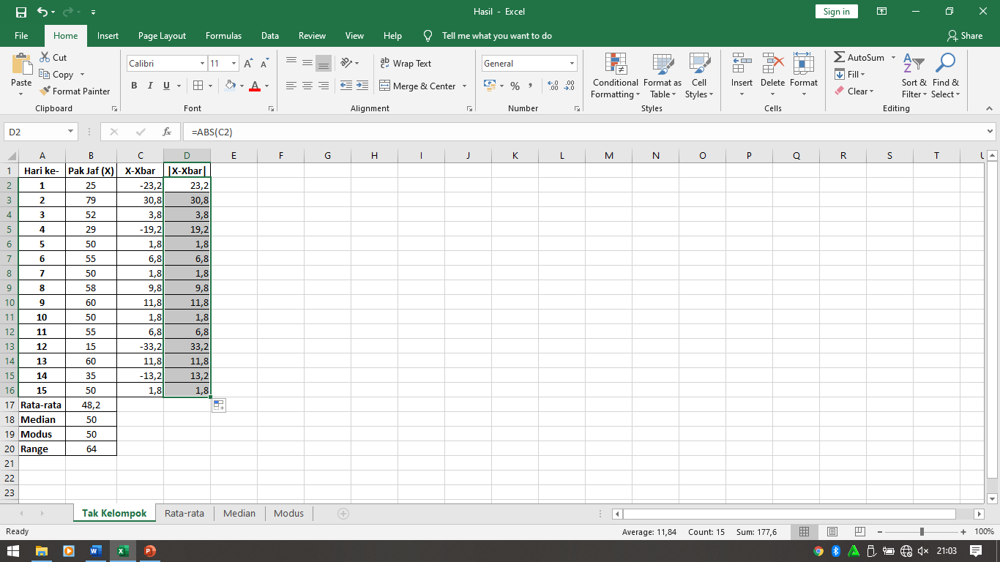 Hasil - Excel
Sign in
File Home Insert Page Layout Formulas Data Review View Help Tell me what you want to do Share
Paste
Cut
Copy
Format Painter
Clipboard
Calibri 11
B I U
Font
Wrap Text
Merge & Center
Alignment
General
Number
Conditional Formatting
Format as Table
Cell Styles
Styles
Insert Delete Format
Cells
AutoSum
Fill
Clear
Sort & Filter
Find & Select
Editing
D2 fx =ABS(C2)
A B C D E F G H I J K L M N O P Q R S T U
1 Hari ke- Pak Jaf (X) X-Xbar |X-Xbar|
2 1 25 -23,2 23,2
3 2 79 30,8 30,8
4 3 52 3,8 3,8
5 4 29 -19,2 19,2
6 5 50 1,8 1,8
7 6 55 6,8 6,8
8 7 50 1,8 1,8
9 8 58 9,8 9,8
10 9 60 11,8 11,8
11 10 50 1,8 1,8
12 11 55 6,8 6,8
13 12 15 -33,2 33,2
14 13 60 11,8 11,8
15 14 35 -13,2 13,2
16 15 50 1,8 1,8
17 Rata-rata 48,2
18 Median 50
19 Modus 50
20 Range 64
21
22
23
Tak Kelompok Rata-rata Median Modus
Ready Average: 11,84 Count: 15 Sum: 177,6 100%
21:03